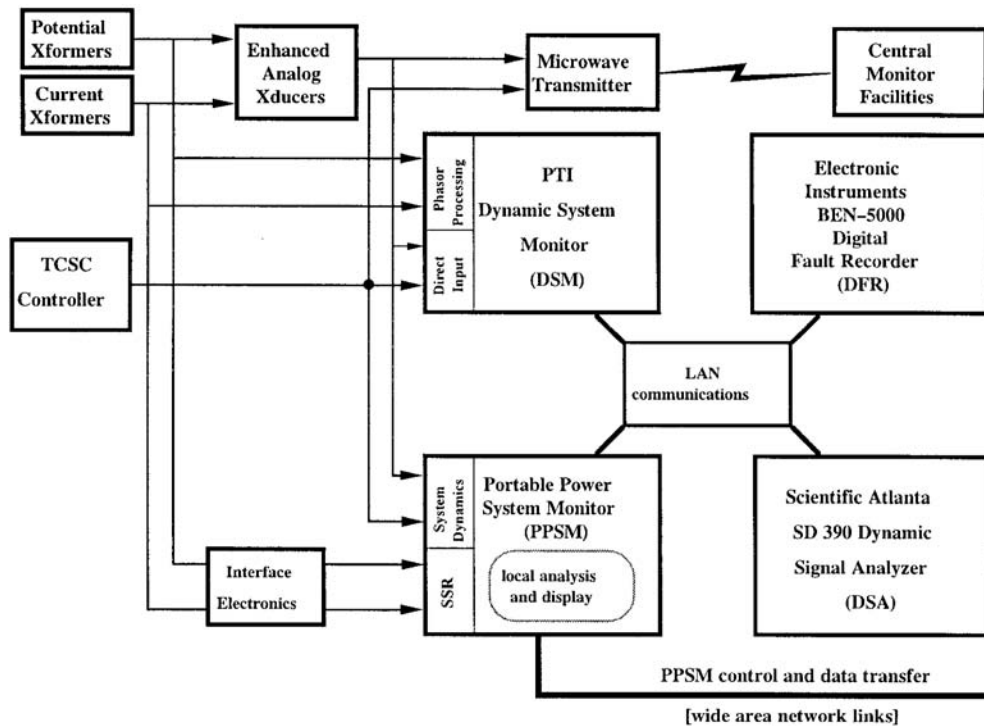 Potential
Xformers
Current
Xformers
Enhanced
Analog
Xducers
Microwave
Transmitter
Central
Monitor
Facilities
TCSC
Controller
Phasor
Processing
Direct
Input
PTI
Dynamic System
Monitor
(DSM)
Electronic
Instruments
BEN-5000
Digital
Fault Recorder
(DFR)
LAN
communications
System
Dynamics
SSR
Portable Power
System Monitor
(PPSM)
local analysis
and display
Scientific Atlanta
SD 390 Dynamic
Signal Analyzer
(DSA)
Interface
Electronics
PPSM control and data transfer
[wide area network links]